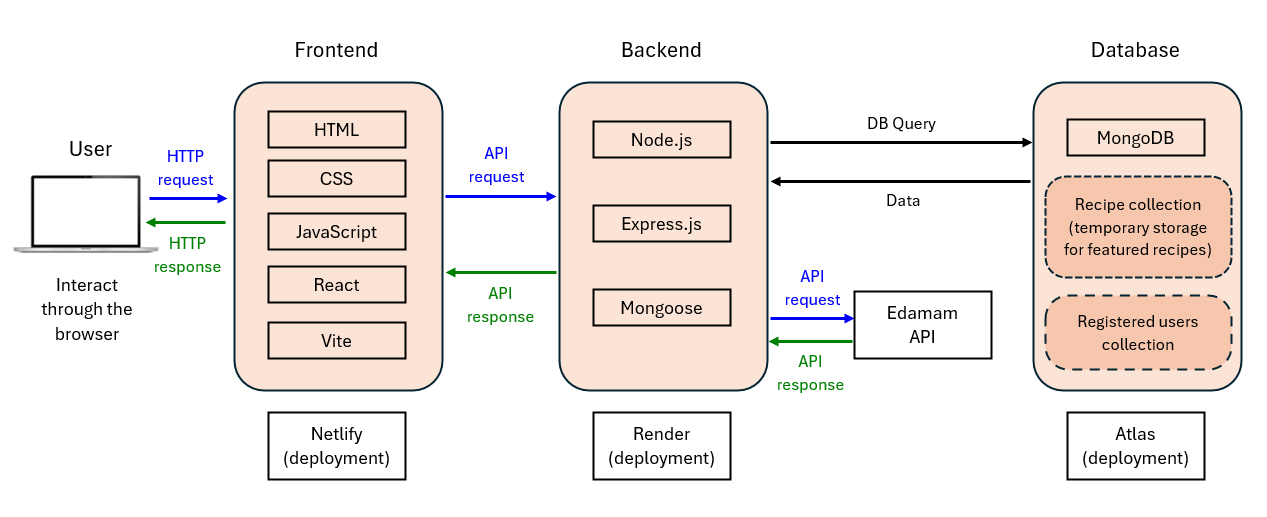 Frontend
Backend
Database
User
HTTP
request
HTTP
response
Interact
through the
browser
HTML
CSS
JavaScript
React
Vite
Netlify
(deployment)
API
request
API
response
Node.js
Express.js
Mongoose
Render
(deployment)
DB Query
Data
API
request
API
response
Edamam
API
MongoDB
Recipe collection
(temporary storage
for featured recipes)
Registered users
collection
Atlas
(deployment)